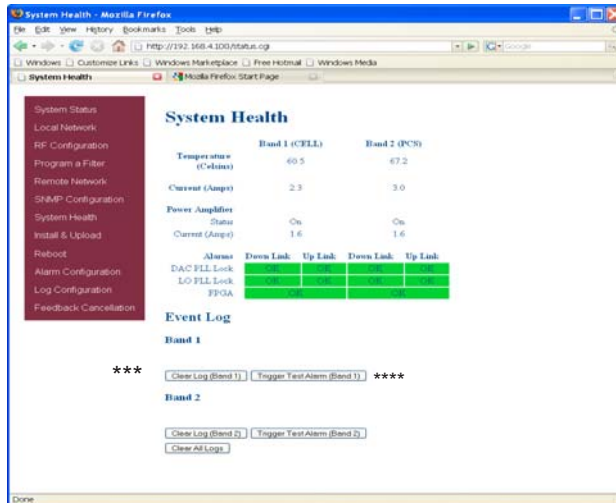 System Health - Mozilla Firefox
File Edit View History Bookmarks Tools Help
http://192.168.4.100/status.cgi
Google
Windows Customize Links Windows Marketplace Free Hotmail Windows Media
System Health Mozilla Firefox Start Page
System Status
Local Network
RF Configuration
Program a Filter
Remote Network
SNMP Configuration
System Health
Install & Upload
Reboot
Alarm Configuration
Log Configuration
Feedback Cancellation
System Health
Band 1 (CELL) Band 2 (PCS)
Temperature (Celsius) 60.5 67.2
Current (Amps) 2.3 3.0
Power Amplifier
Status On On
Current (Amps) 1.6 1.6
Alarms Down Link Up Link Down Link Up Link
DAC PLL Lock OK OK OK OK
LO PLL Lock OK OK OK OK
FPGA OK OK
Event Log
Band 1
*** Clear Log (Band 1) Trigger Test Alarm (Band 1) ****
Band 2
Clear Log (Band 2) Trigger Test Alarm (Band 2)
Clear All Logs
Done